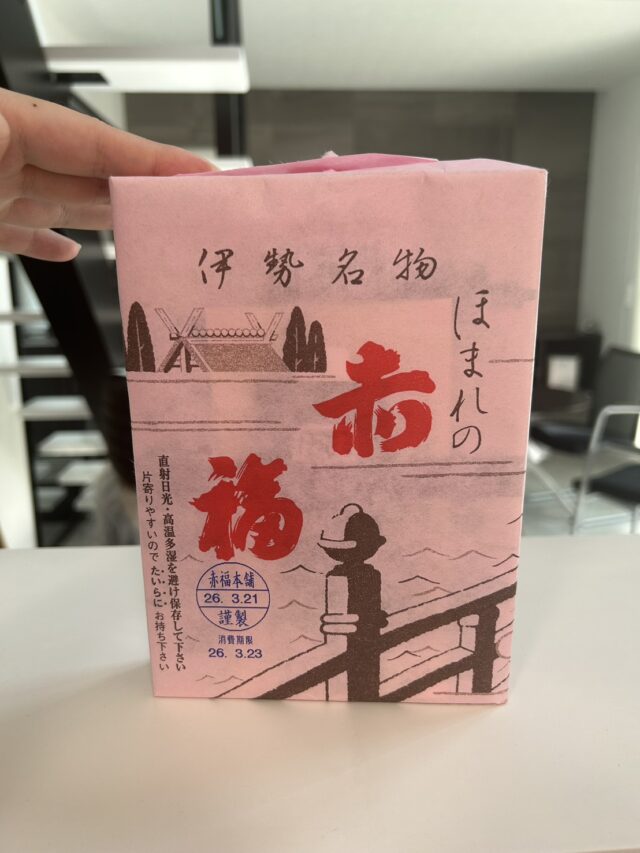 伊勢名物
ほまれの
赤
福
直射日光・高温多湿を避け保存して下さい
片寄りやすいので たいらに お持ち下さい
赤福本舗
26. 3.21
謹製
消費期限
26. 3.23